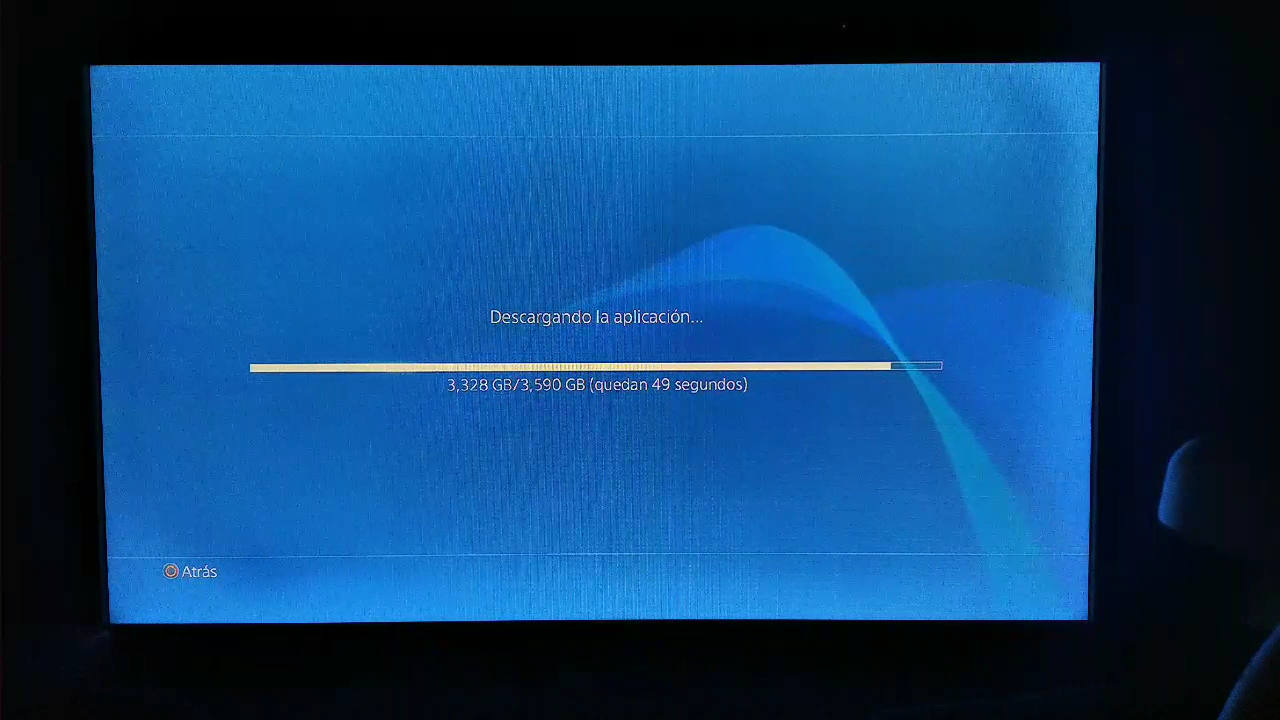 Descargando la aplicación...
3,328 GB/3,590 GB (quedan 49 segundos)
Atrás